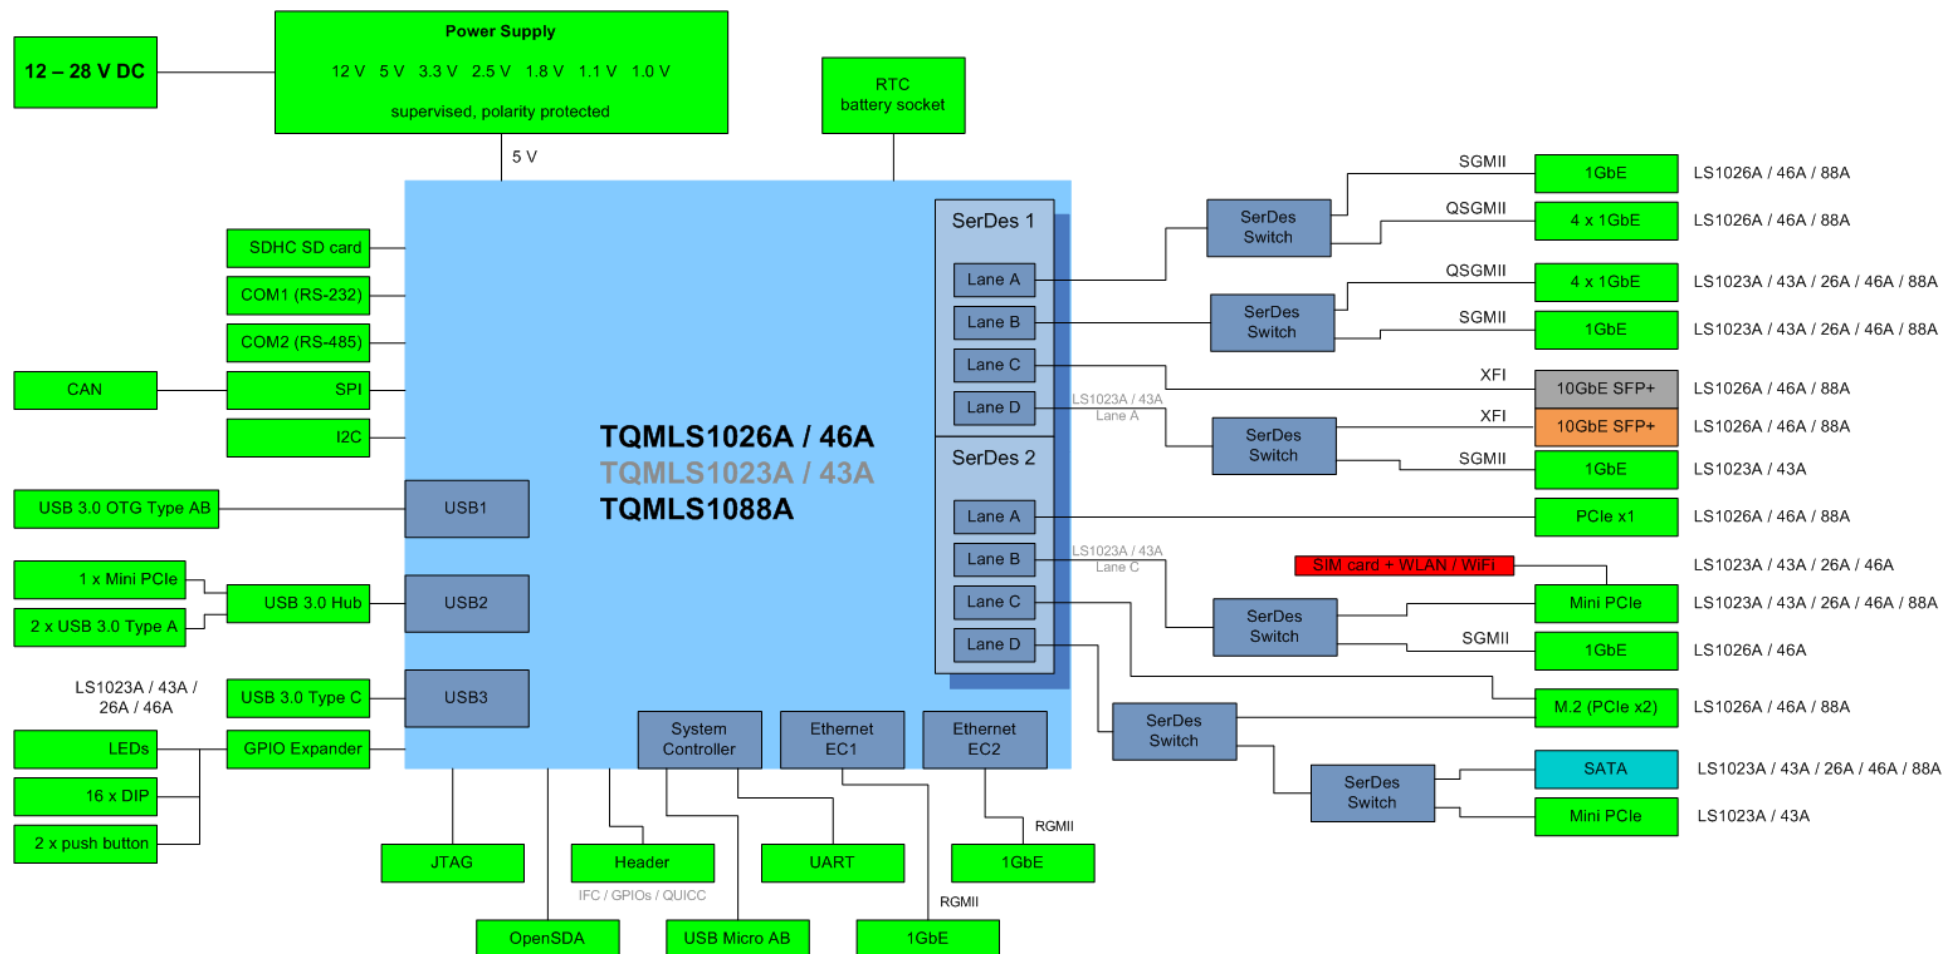 12 – 28 V DC
Power Supply
12 V 5 V 3.3 V 2.5 V 1.8 V 1.1 V 1.0 V
supervised, polarity protected
5 V
RTC
battery socket
SDHC SD card
COM1 (RS-232)
COM2 (RS-485)
CAN
SPI
I2C
USB 3.0 OTG Type AB
USB1
1 x Mini PCIe
2 x USB 3.0 Type A
USB 3.0 Hub
USB2
LS1023A / 43A /
26A / 46A
USB 3.0 Type C
USB3
LEDs
GPIO Expander
16 x DIP
2 x push button
TQMLS1026A / 46A
TQMLS1023A / 43A
TQMLS1088A
SerDes 1
Lane A
Lane B
Lane C
Lane D
SerDes 2
Lane A
Lane B
Lane C
Lane D
LS1023A / 43A
Lane A
LS1023A / 43A
Lane C
SerDes
Switch
SGMII
1GbE
LS1026A / 46A / 88A
QSGMII
4 x 1GbE
LS1026A / 46A / 88A
SerDes
Switch
QSGMII
4 x 1GbE
LS1023A / 43A / 26A / 46A / 88A
SGMII
1GbE
LS1023A / 43A / 26A / 46A / 88A
XFI
10GbE SFP+
LS1026A / 46A / 88A
SerDes
Switch
XFI
10GbE SFP+
LS1026A / 46A / 88A
SGMII
1GbE
LS1023A / 43A
PCIe x1
LS1026A / 46A / 88A
SIM card + WLAN / WiFi
LS1023A / 43A / 26A / 46A
SerDes
Switch
Mini PCIe
LS1023A / 43A / 26A / 46A / 88A
SGMII
1GbE
LS1026A / 46A
M.2 (PCIe x2)
LS1026A / 46A / 88A
SerDes
Switch
SerDes
Switch
SATA
LS1023A / 43A / 26A / 46A / 88A
Mini PCIe
LS1023A / 43A
System
Controller
Ethernet
EC1
Ethernet
EC2
RGMII
JTAG
Header
UART
1GbE
IFC / GPIOs / QUICC
RGMII
OpenSDA
USB Micro AB
1GbE